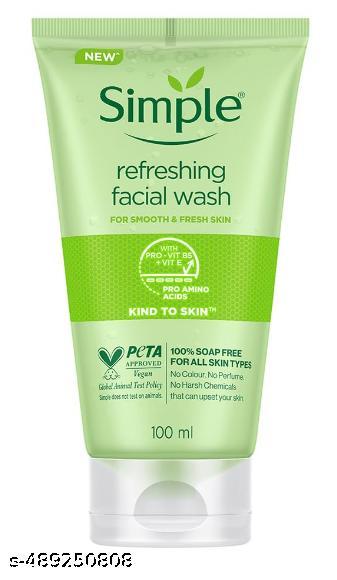 NEW^
Simple®
refreshing
facial wash
FOR SMOOTH & FRESH SKIN
WITH
PRO-VIT B5
+ VIT E
PRO AMINO
ACIDS
KIND TO SKIN™
PETA
APPROVED
Vegan
Global Animal Test Policy
Simple does not test on animals.
100% SOAP FREE
FOR ALL SKIN TYPES
No Colour. No Perfume.
No Harsh Chemicals
that can upset your skin.
100 ml
s-489250808